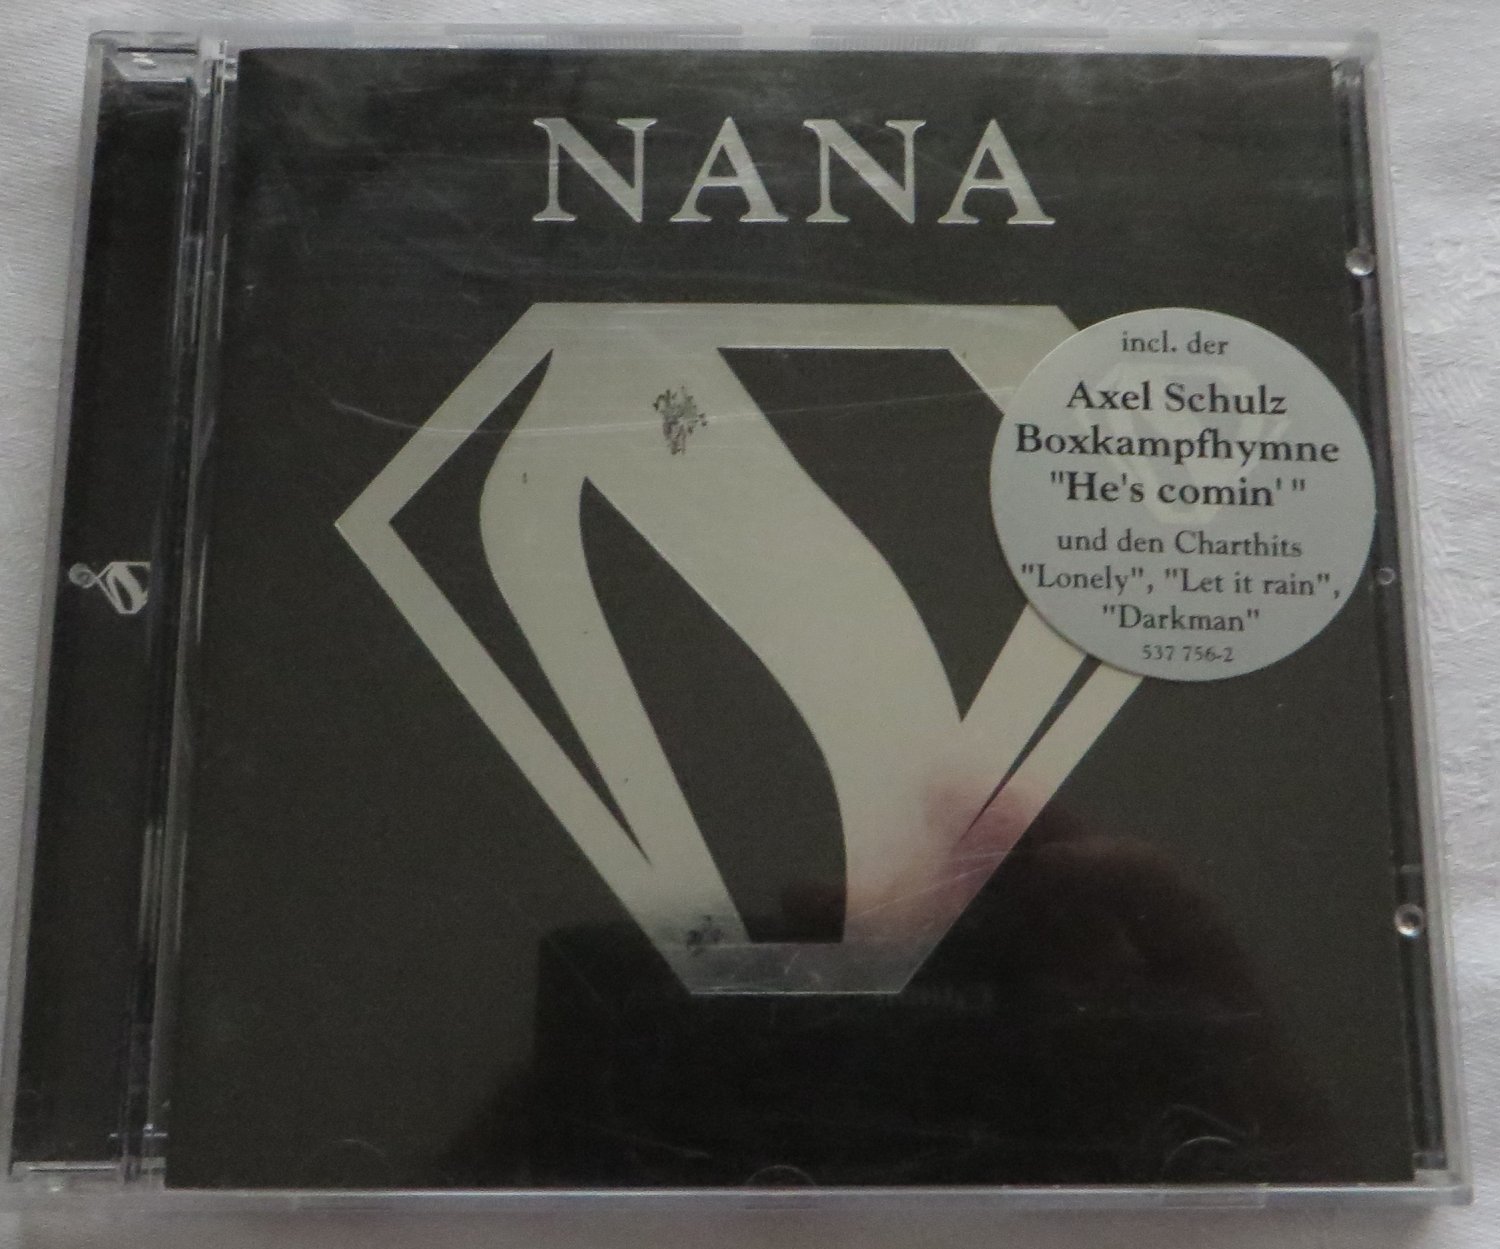 NANA
incl. der
Axel Schulz
Boxkampfhymne
"He's comin' "
und den Charthits
"Lonely", "Let it rain",
"Darkman"
537 756-2